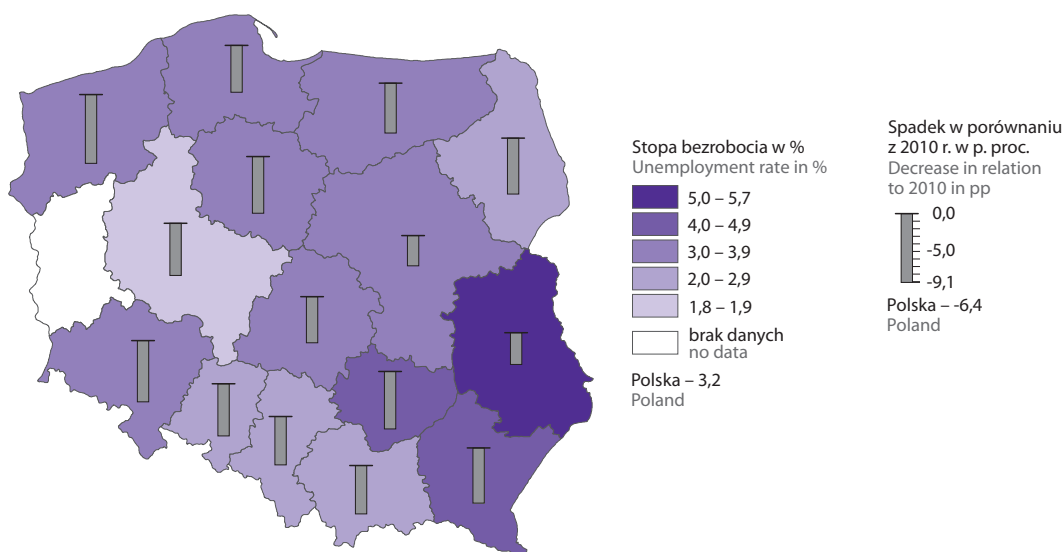 Stopa bezrobocia w %
Unemployment rate in %
5,0 – 5,7
4,0 – 4,9
3,0 – 3,9
2,0 – 2,9
1,8 – 1,9
brak danych
no data
Polska – 3,2
Poland
Spadek w porównaniu
z 2010 r. w p. proc.
Decrease in relation
to 2010 in pp
0,0
-5,0
-9,1
Polska – -6,4
Poland